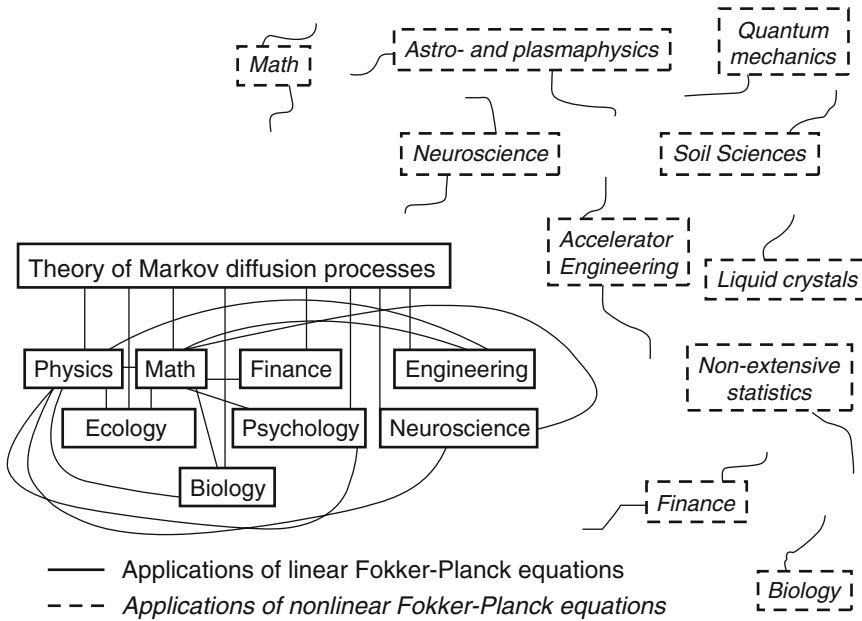 Math
Astro- and plasmaphysics
Quantum
mechanics
Neuroscience
Soil Sciences
Accelerator
Engineering
Liquid crystals
Theory of Markov diffusion processes
Physics
Math
Finance
Engineering
Non-extensive
statistics
Ecology
Psychology
Neuroscience
Biology
Finance
Applications of linear Fokker-Planck equations
Biology
Applications of nonlinear Fokker-Planck equations